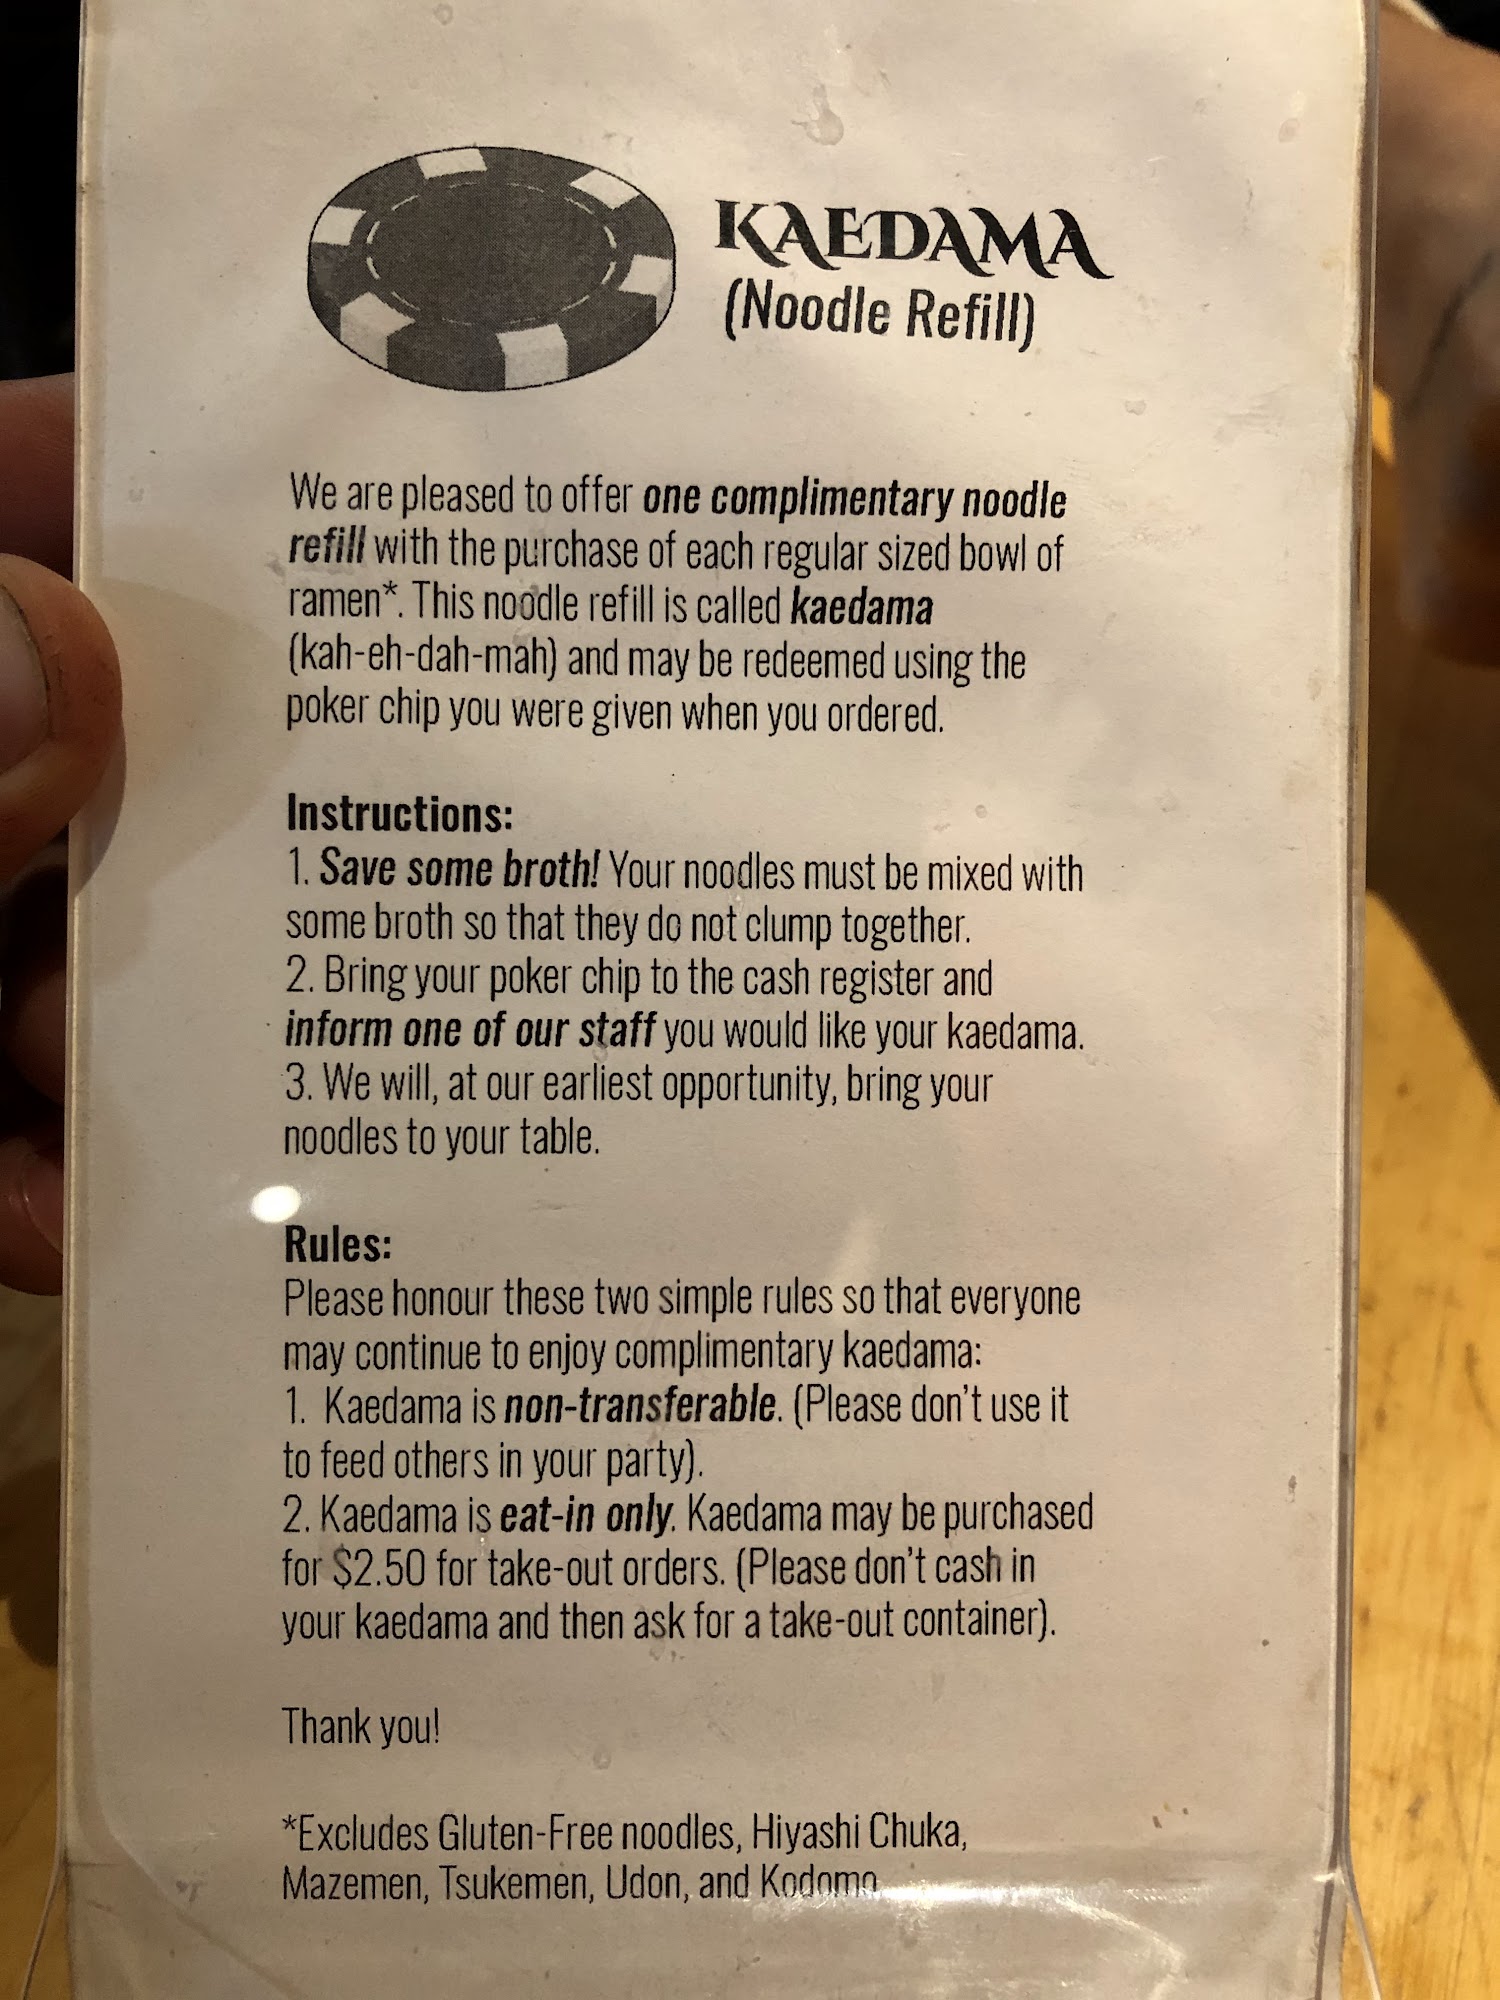 KAEDAMA
(Noodle Refill)
We are pleased to offer one complimentary noodle
refill with the purchase of each regular sized bowl of
ramen*. This noodle refill is called kaedama
(kah-eh-dah-mah) and may be redeemed using the
poker chip you were given when you ordered.
Instructions:
1. Save some broth! Your noodles must be mixed with
some broth so that they do not clump together.
2. Bring your poker chip to the cash register and
inform one of our staff you would like your kaedama.
3. We will, at our earliest opportunity, bring your
noodles to your table.
Rules:
Please honour these two simple rules so that everyone
may continue to enjoy complimentary kaedama:
1. Kaedama is non-transferable. (Please don't use it
to feed others in your party).
2. Kaedama is eat-in only. Kaedama may be purchased
for $2.50 for take-out orders. (Please don't cash in
your kaedama and then ask for a take-out container).
Thank you!
*Excludes Gluten-Free noodles, Hiyashi Chuka,
Mazemen, Tsukemen, Udon, and Kodomo